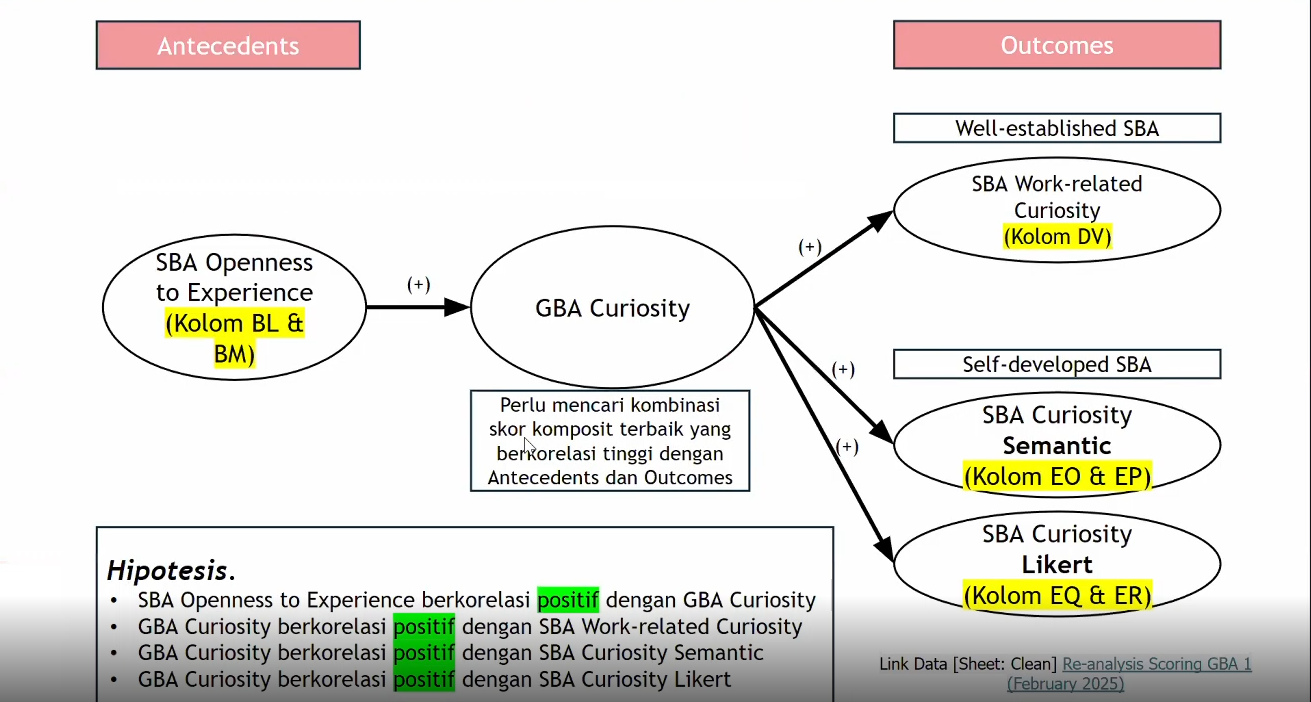 Antecedents
Outcomes
Well-established SBA
SBA Work-related
Curiosity
(Kolom DV)
(+)
SBA Openness
to Experience
(Kolom BL &
BM)
(+)
GBA Curiosity
Perlu mencari kombinasi
skor komposit terbaik yang
berkorelasi tinggi dengan
Antecedents dan Outcomes
(+)
(+)
Self-developed SBA
SBA Curiosity
Semantic
(Kolom EO & EP)
SBA Curiosity
Likert
(Kolom EQ & ER)
Hipotesis.
• SBA Openness to Experience berkorelasi positif dengan GBA Curiosity
• GBA Curiosity berkorelasi positif dengan SBA Work-related Curiosity
• GBA Curiosity berkorelasi positif dengan SBA Curiosity Semantic
• GBA Curiosity berkorelasi positif dengan SBA Curiosity Likert
Link Data [Sheet: Clean] Re-analysis Scoring GBA 1
(February 2025)